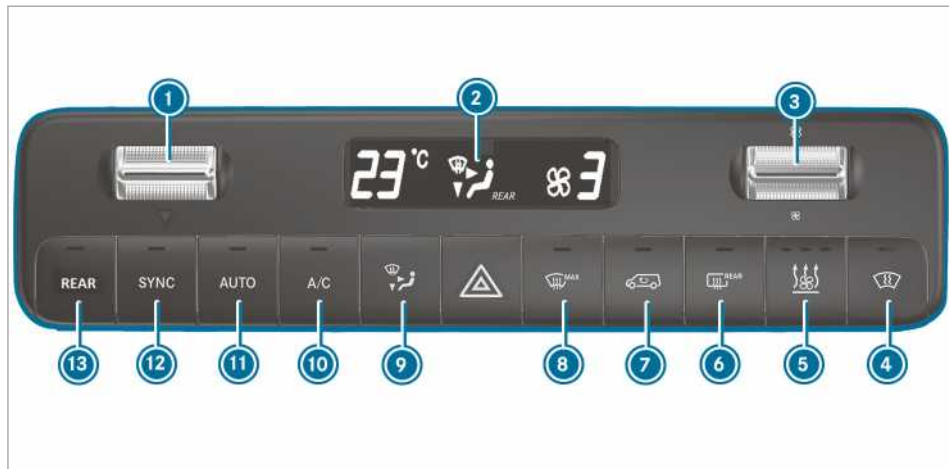 1 2 3
23 °C REAR 3
REAR SYNC AUTO A/C MAX REAR
13 12 11 10 9 8 7 6 5 4